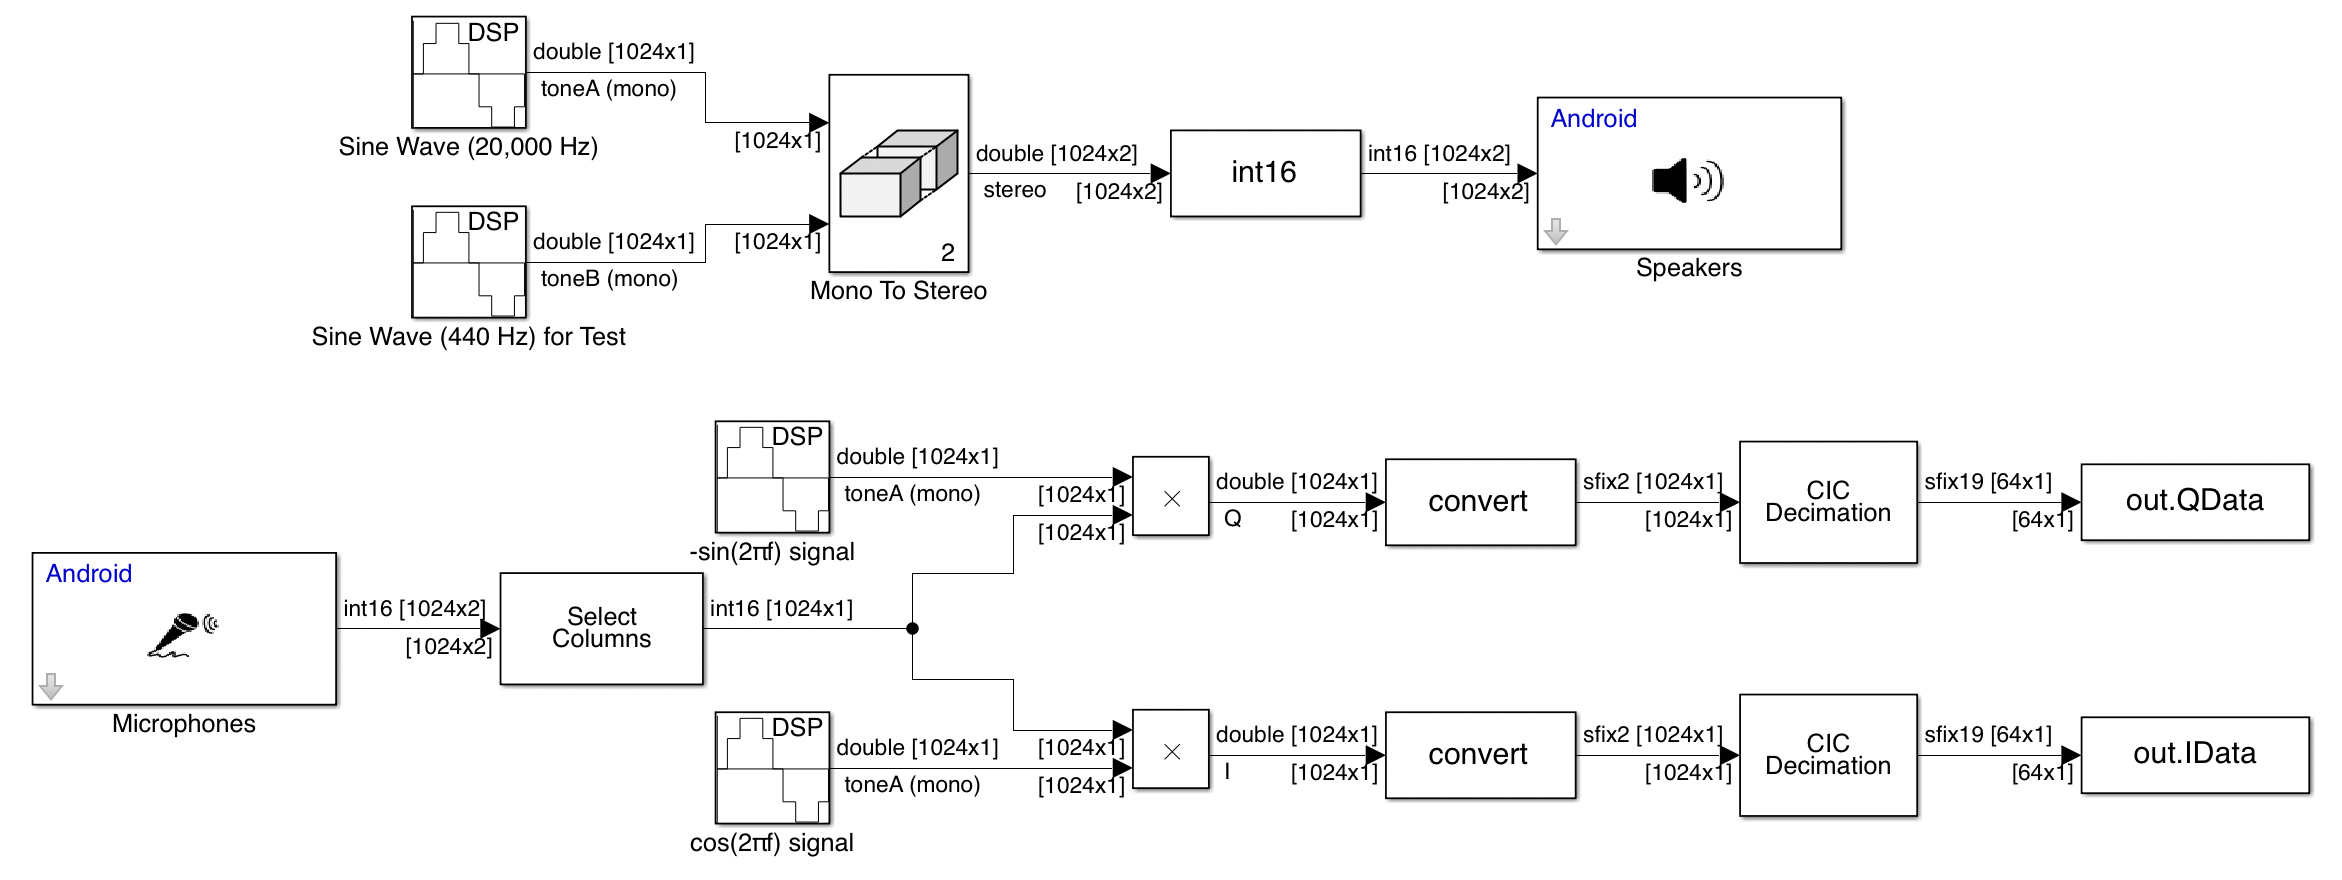 DSP
double [1024x1]
toneA (mono)
Sine Wave (20,000 Hz)
[1024x1]
DSP
double [1024x1]
toneB (mono)
Sine Wave (440 Hz) for Test
[1024x1]
2
Mono To Stereo
double [1024x2]
stereo
[1024x2]
int16
int16 [1024x2]
[1024x2]
Android
Speakers
Android
Microphones
int16 [1024x2]
[1024x2]
Select
Columns
int16 [1024x1]
DSP
double [1024x1]
toneA (mono)
-sin(2πf) signal
[1024x1]
[1024x1]
×
double [1024x1]
Q
[1024x1]
convert
sfix2 [1024x1]
[1024x1]
CIC
Decimation
sfix19 [64x1]
[64x1]
out.QData
DSP
double [1024x1]
toneA (mono)
cos(2πf) signal
[1024x1]
[1024x1]
×
double [1024x1]
I
[1024x1]
convert
sfix2 [1024x1]
[1024x1]
CIC
Decimation
sfix19 [64x1]
[64x1]
out.IData